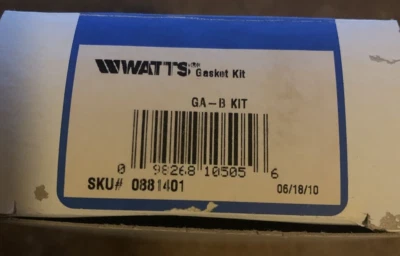 WATTS® Gasket Kit
GA-B KIT
0 98268 10505 6
SKU# 0881401 06/18/10